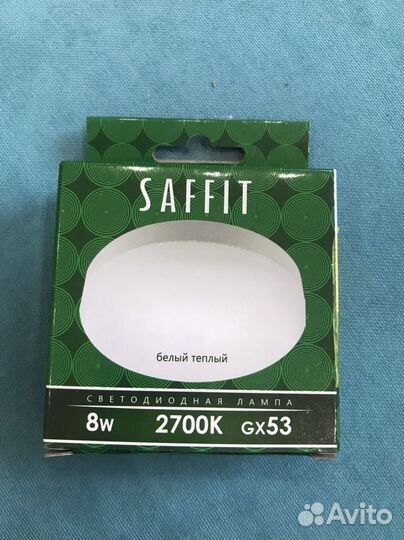 SAFFIT
белый теплый
СВЕТОДИОДНАЯ ЛАМПА
8W 2700K GX53
Avito